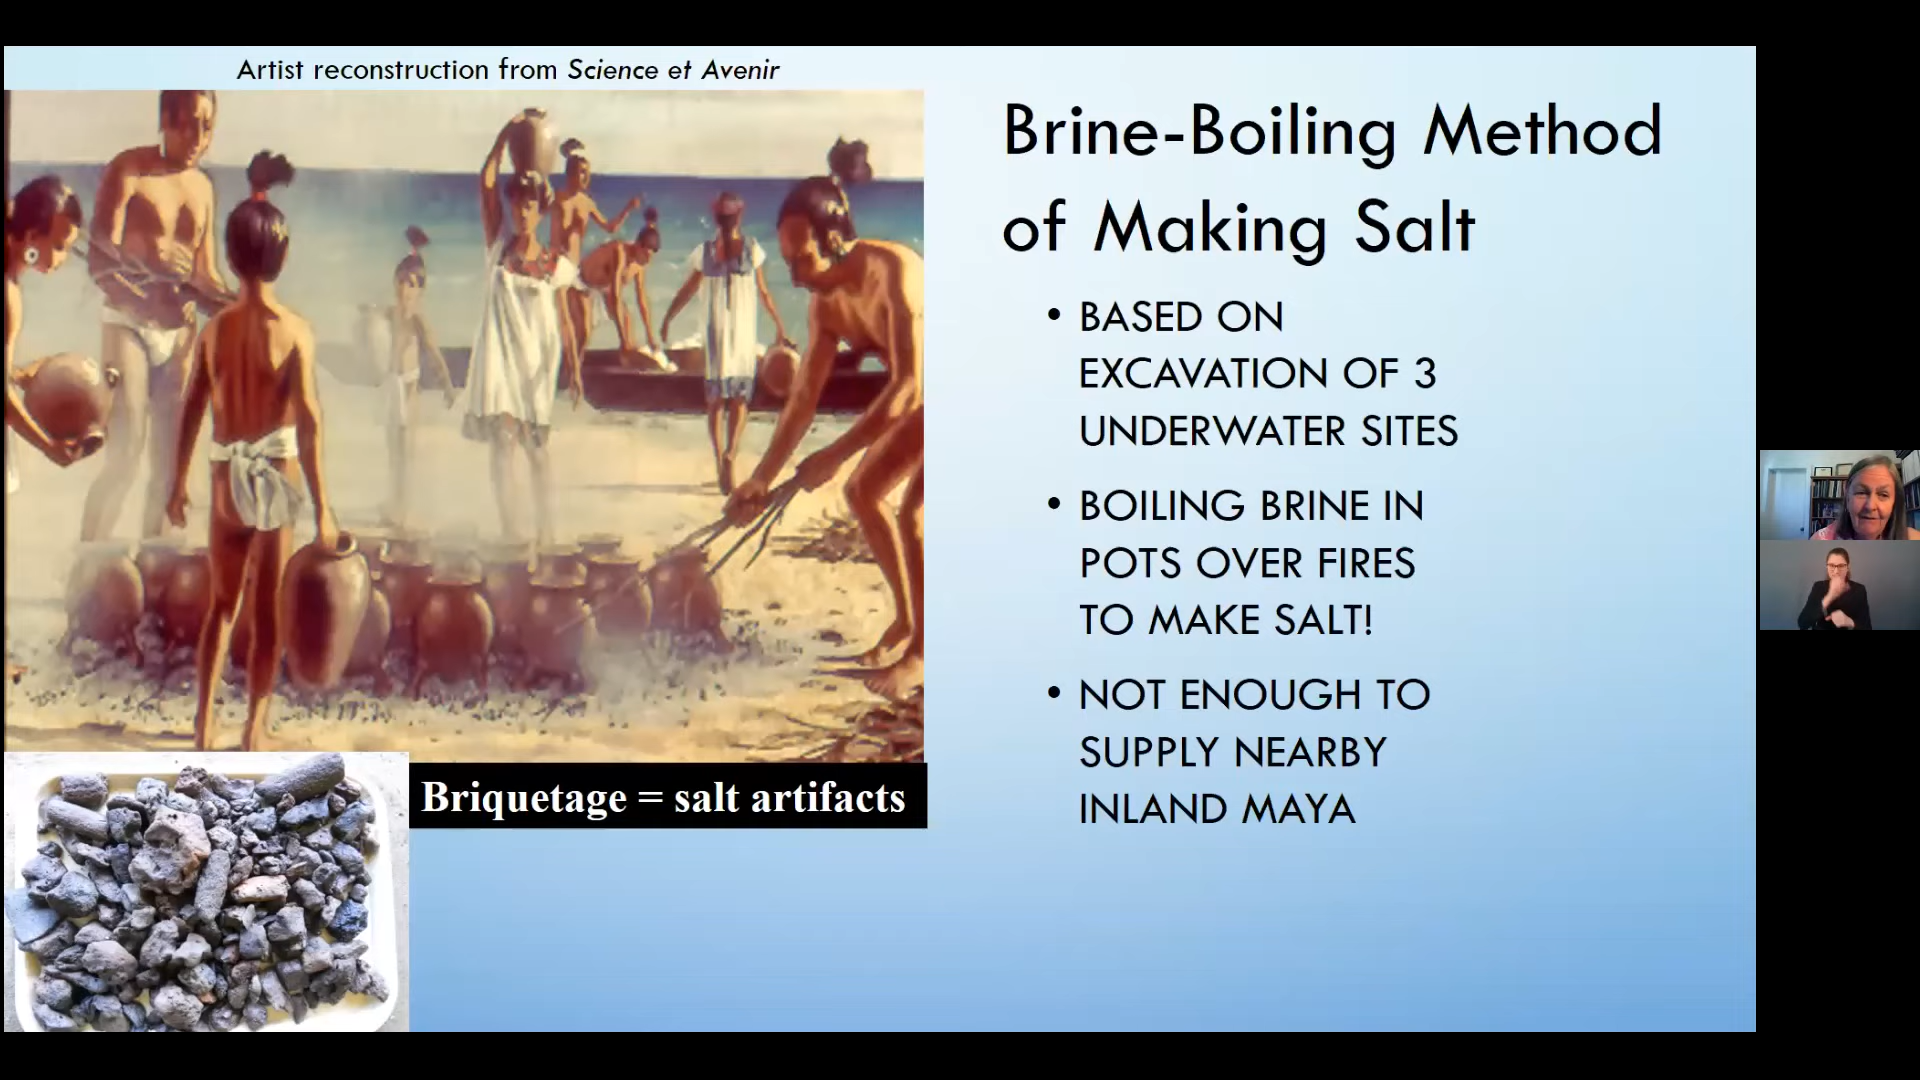 Artist reconstruction from Science et Avenir
Brine-Boiling Method
of Making Salt
• BASED ON
EXCAVATION OF 3
UNDERWATER SITES
• BOILING BRINE IN
POTS OVER FIRES
TO MAKE SALT!
• NOT ENOUGH TO
SUPPLY NEARBY
INLAND MAYA
Briquetage = salt artifacts